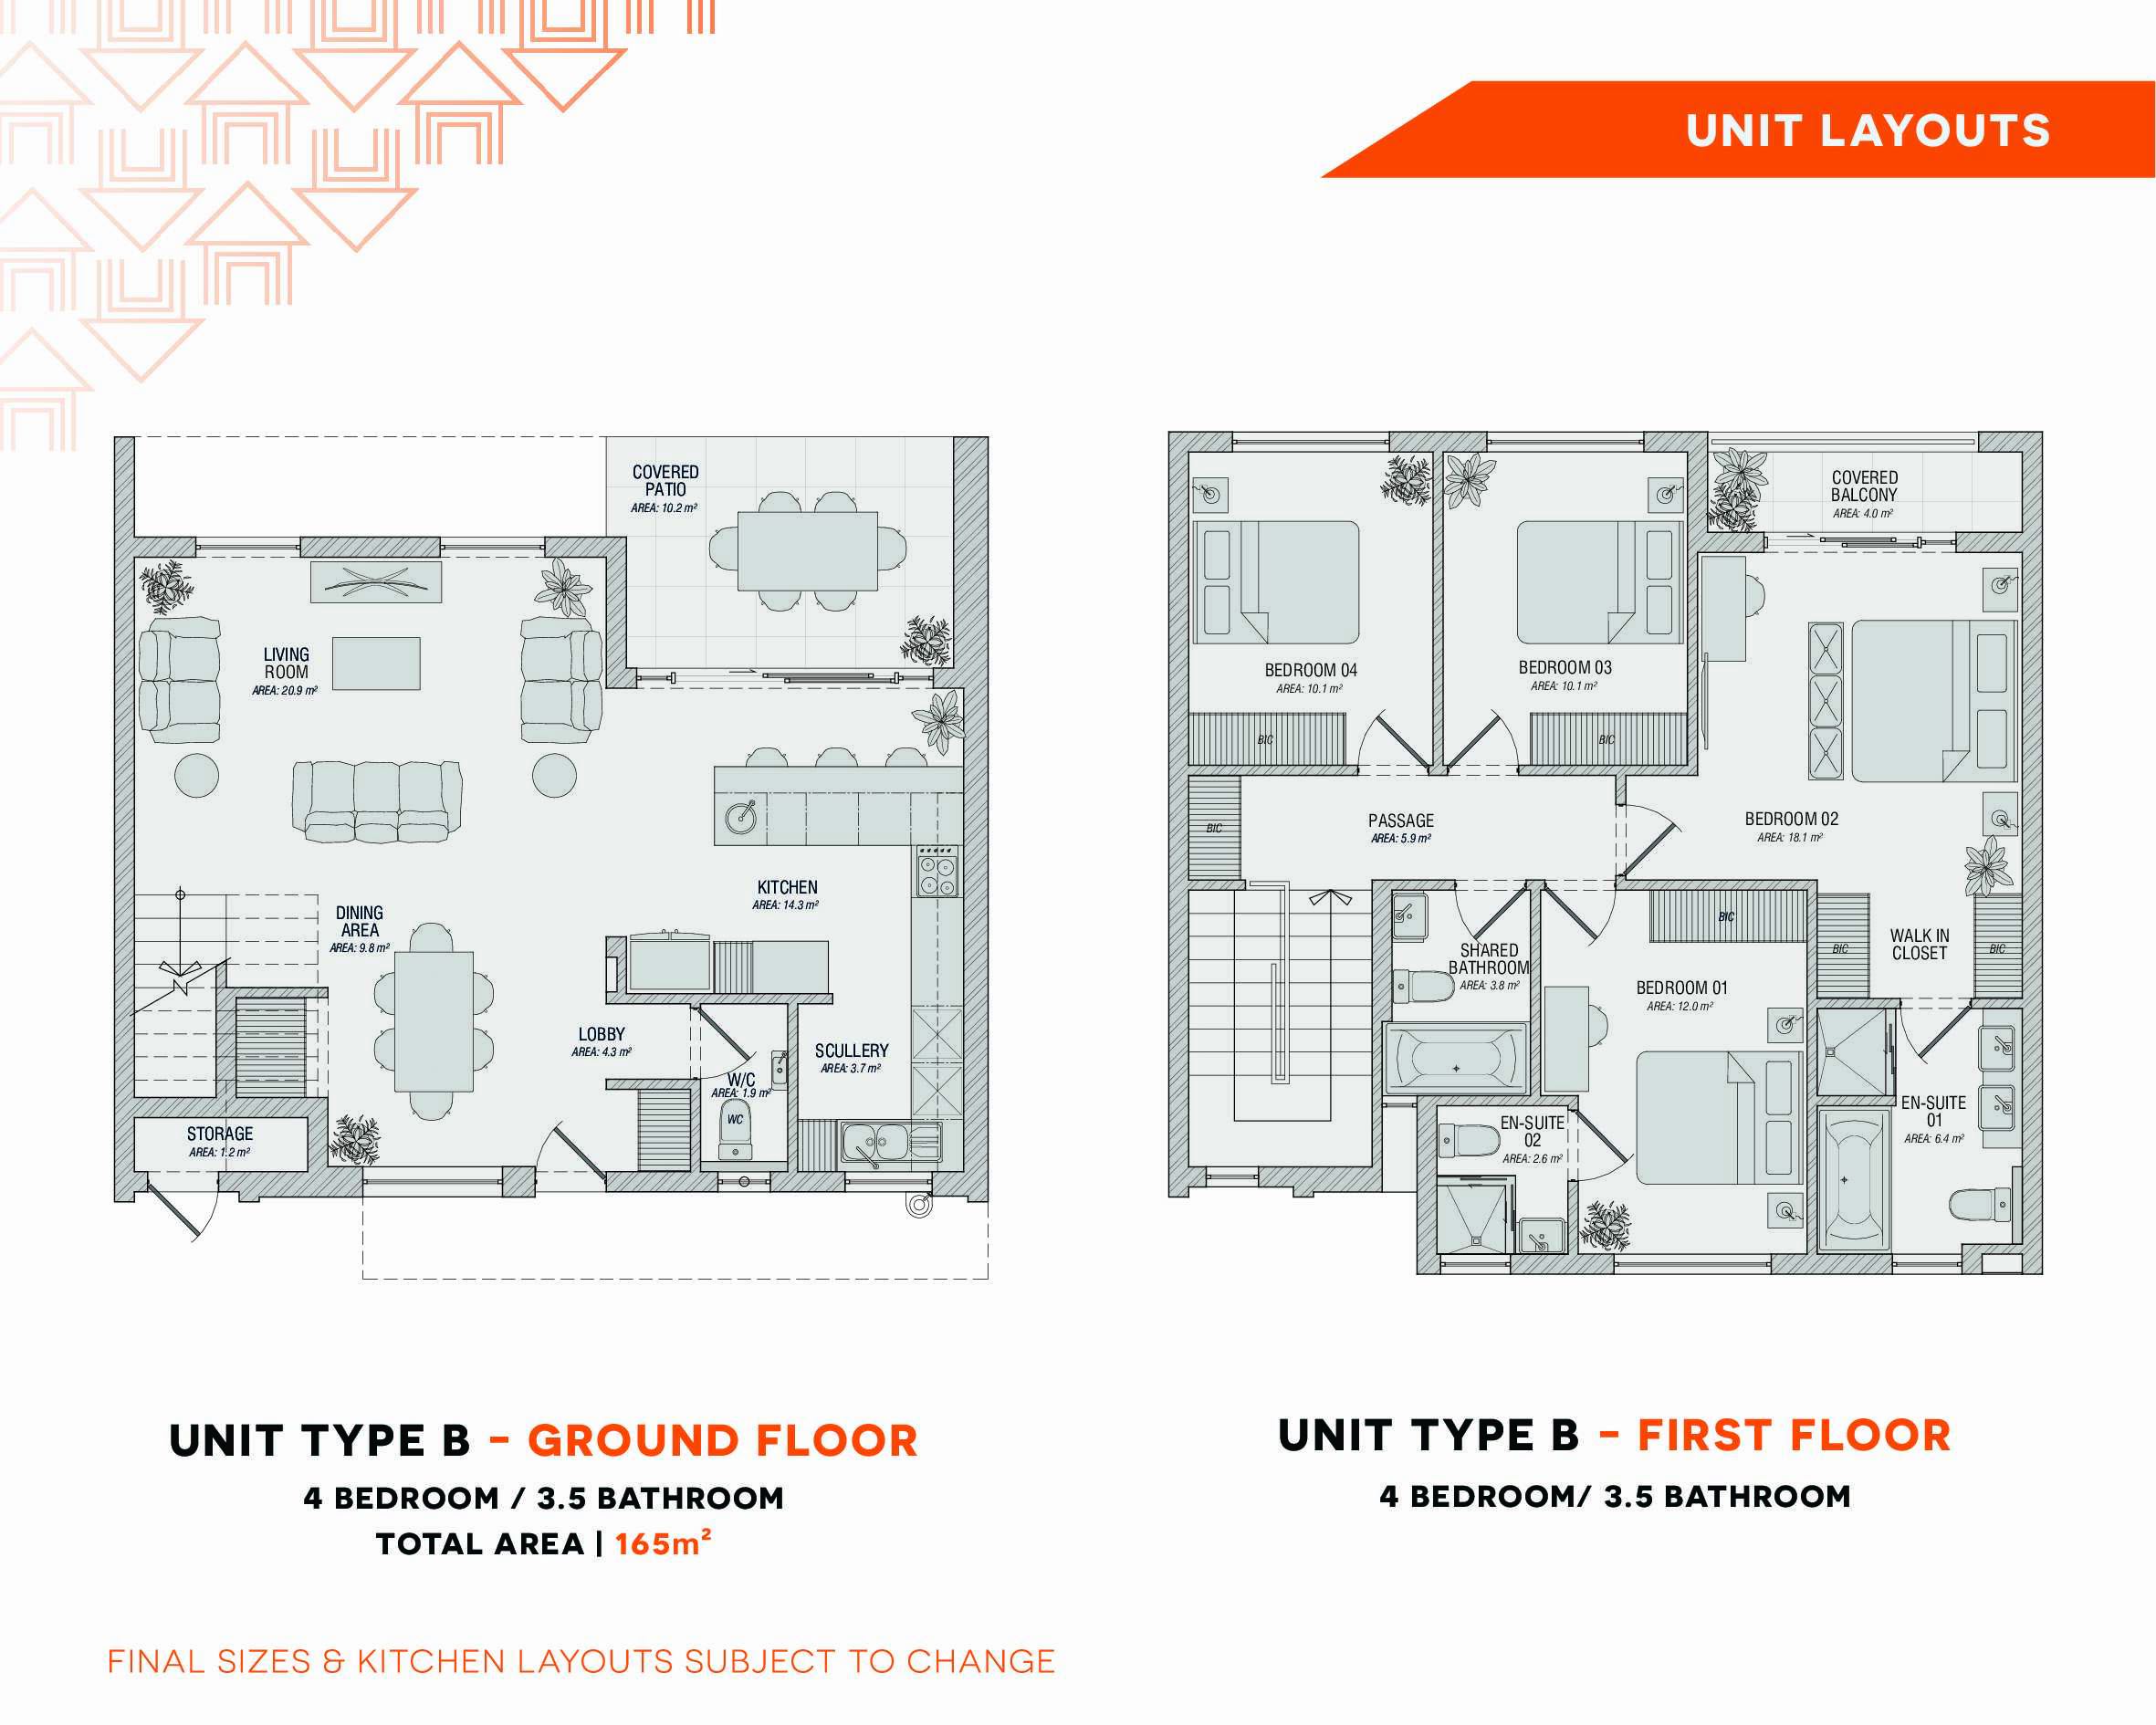 UNIT LAYOUTS
COVERED
PATIO
AREA: 10.2 m²
LIVING
ROOM
AREA: 20.9 m²
KITCHEN
AREA: 14.3 m²
DINING
AREA
AREA: 9.8 m²
LOBBY
AREA: 4.3 m²
SCULLERY
AREA: 3.7 m²
W/C
AREA: 1.9 m²
WC
STORAGE
AREA: 1.2 m²
COVERED
BALCONY
AREA: 4.0 m²
BEDROOM 04
AREA: 10.1 m²
BEDROOM 03
AREA: 10.1 m²
BIC
BIC
PASSAGE
AREA: 5.9 m²
BIC
BEDROOM 02
AREA: 18.1 m²
BIC
WALK IN
CLOSET
BIC
BIC
SHARED
BATHROOM
AREA: 3.8 m²
BEDROOM 01
AREA: 12.0 m²
EN-SUITE
02
AREA: 2.6 m²
EN-SUITE
01
AREA: 6.4 m²
UNIT TYPE B - GROUND FLOOR
4 BEDROOM / 3.5 BATHROOM
TOTAL AREA | 165m²
UNIT TYPE B - FIRST FLOOR
4 BEDROOM/ 3.5 BATHROOM
FINAL SIZES & KITCHEN LAYOUTS SUBJECT TO CHANGE